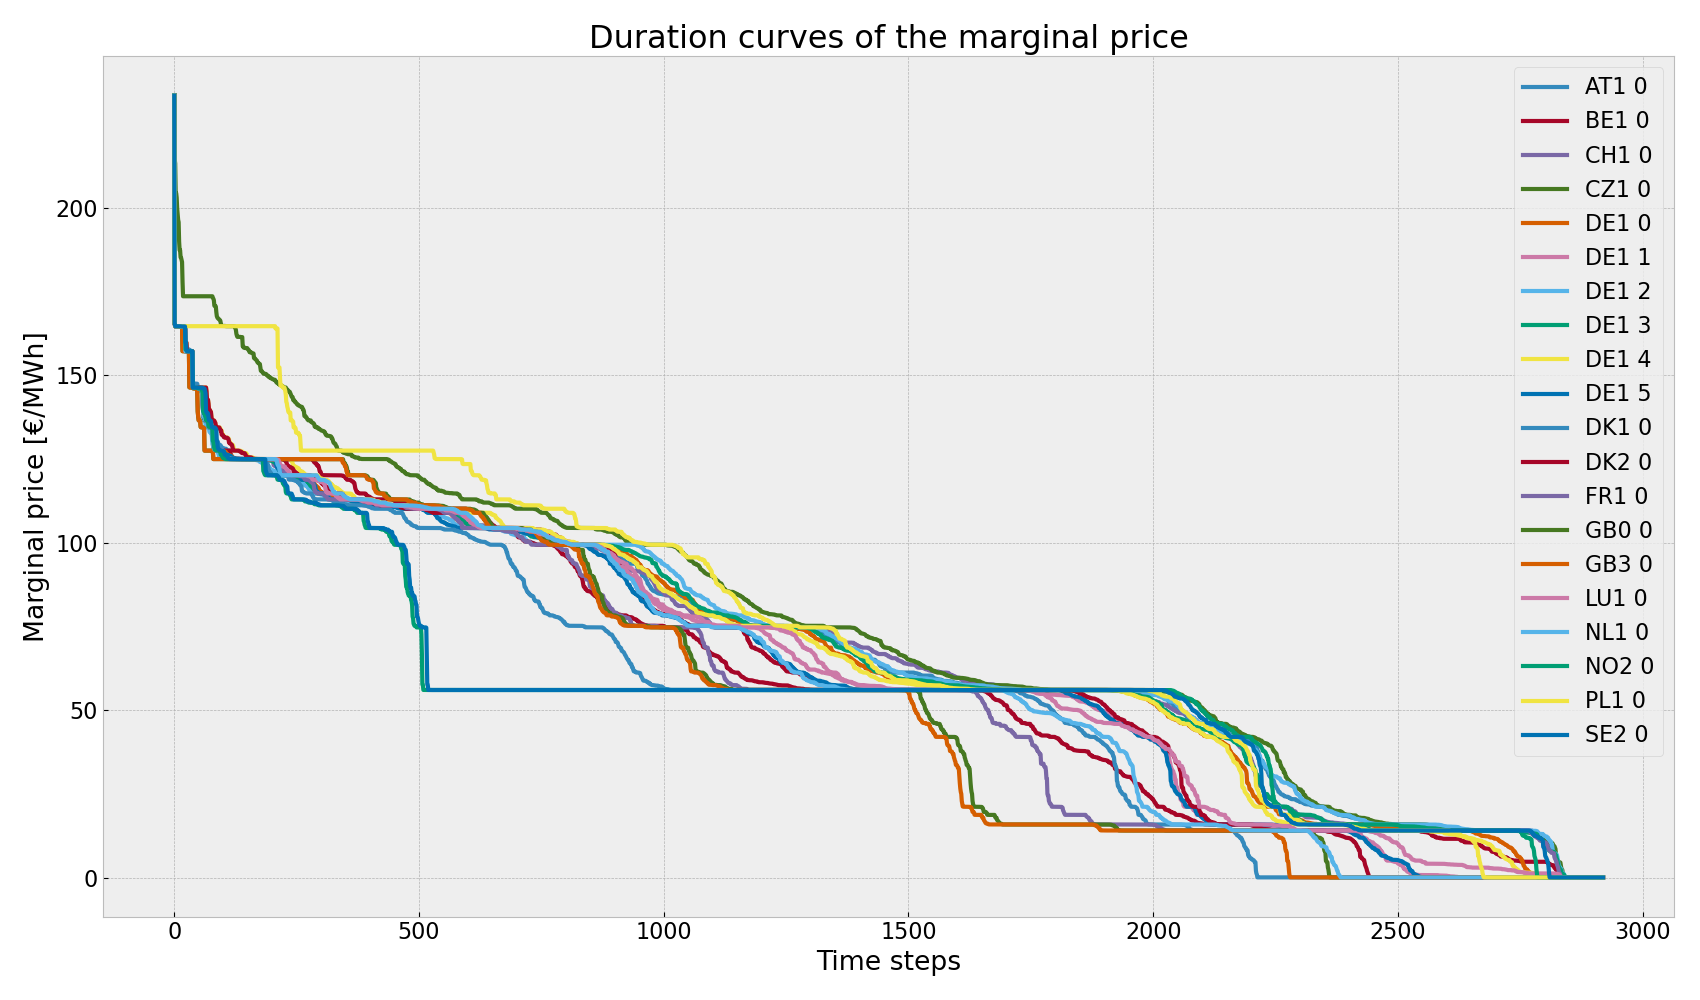 Duration curves of the marginal price
Marginal price [€/MWh]
200
150
100
50
0
0
500
1000
1500
2000
2500
3000
Time steps
AT1 0
BE1 0
CH1 0
CZ1 0
DE1 0
DE1 1
DE1 2
DE1 3
DE1 4
DE1 5
DK1 0
DK2 0
FR1 0
GB0 0
GB3 0
LU1 0
NL1 0
NO2 0
PL1 0
SE2 0